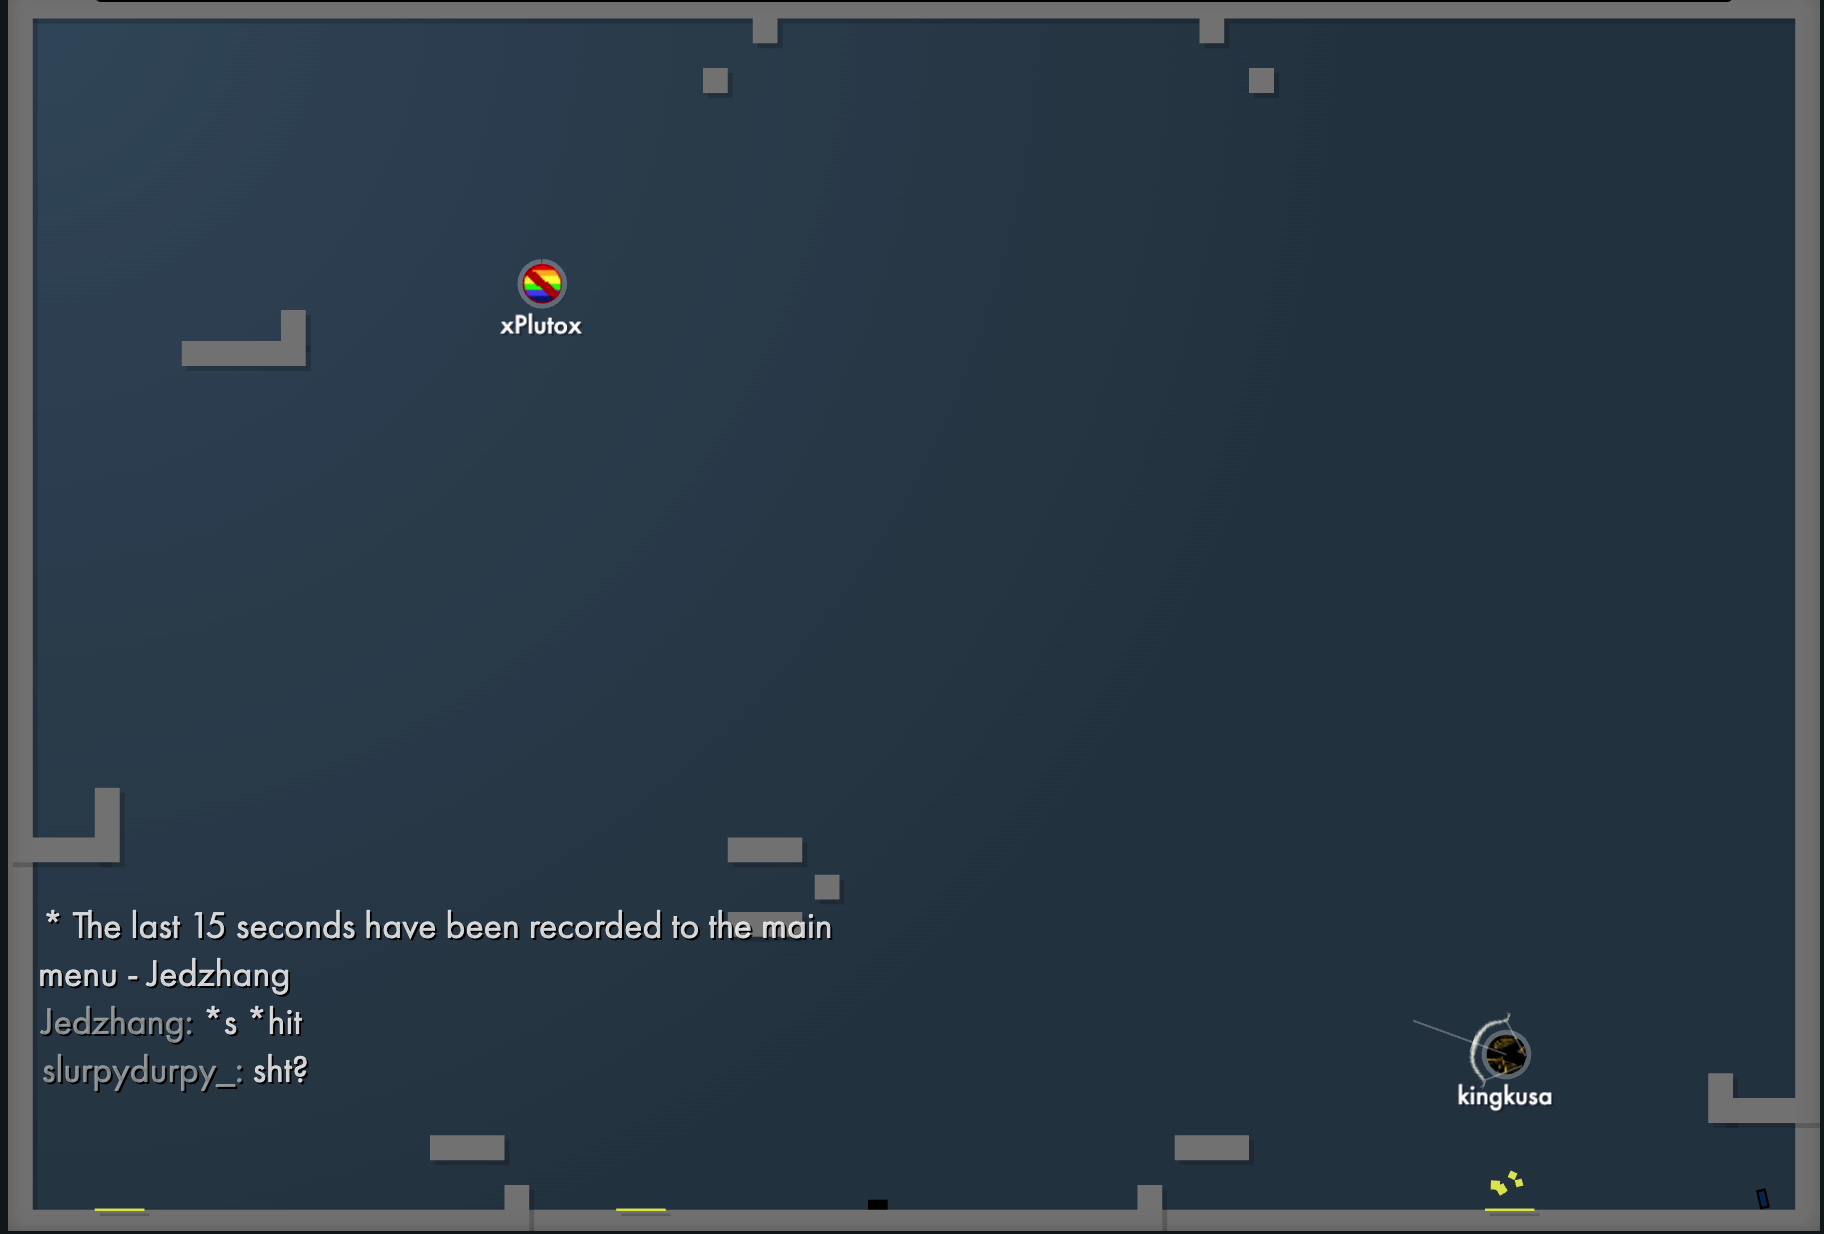 xPlutox
* The last 15 seconds have been recorded to the main
menu - Jedzhang
Jedzhang: *s *hit
slurpydurpy_: sht?
kingkusa